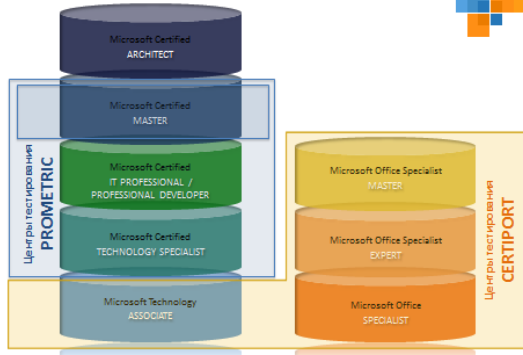 Microsoft Certified
ARCHITECT
Microsoft Certified
MASTER
Microsoft Certified
IT PROFESSIONAL /
PROFESSIONAL DEVELOPER
Microsoft Certified
TECHNOLOGY SPECIALIST
Microsoft Technology
ASSOCIATE
Центры тестирования
PROMETRIC
Microsoft Office Specialist
MASTER
Microsoft Office Specialist
EXPERT
Microsoft Office
SPECIALIST
Центры тестирования
CERTIPORT